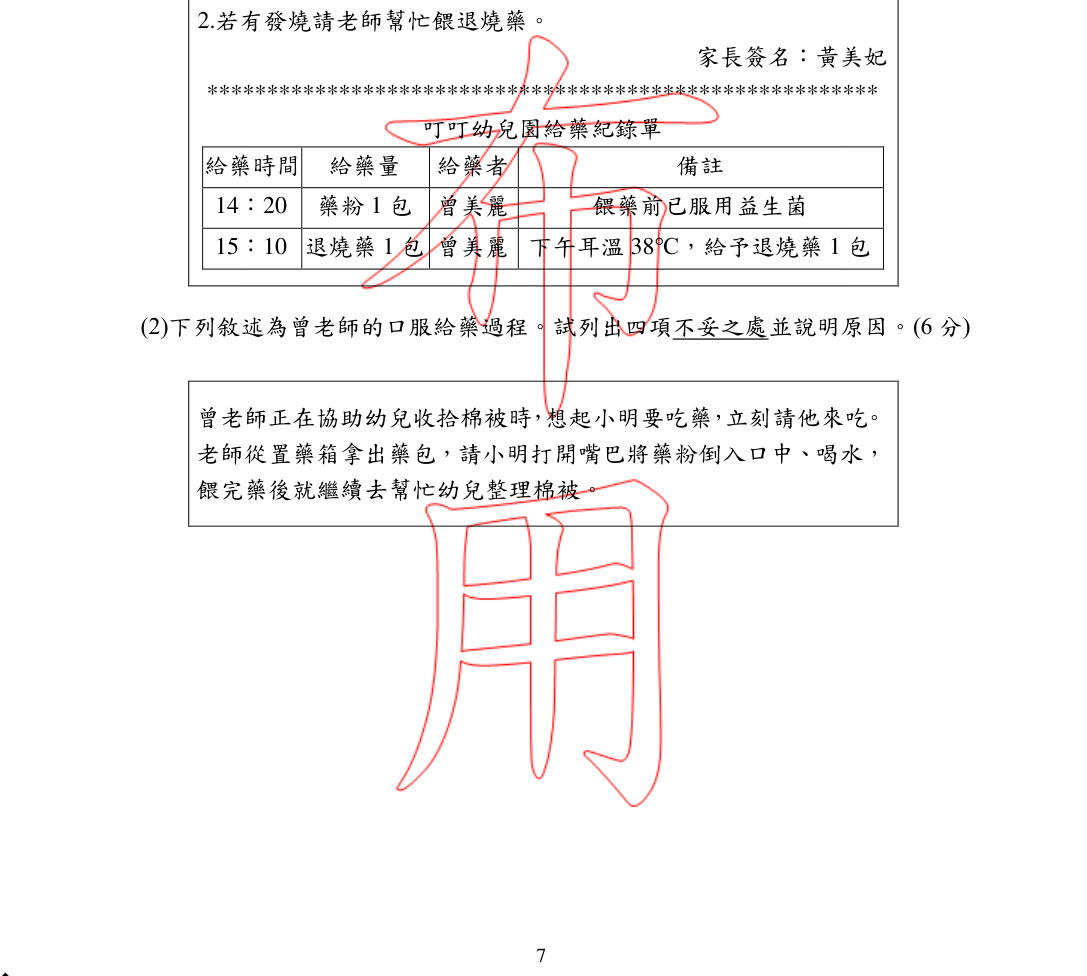 2.若有發燒請老師幫忙餵退燒藥。
家長簽名：黃美妃
********************************************************
叮叮幼兒園給藥紀錄單
給藥時間 給藥量 給藥者 備註
14：20 藥粉 1 包 曾美麗 餵藥前已服用益生菌
15：10 退燒藥 1 包 曾美麗 下午耳溫 38℃，給予退燒藥 1 包
(2)下列敘述為曾老師的口服給藥過程。試列出四項不妥之處並說明原因。(6 分)
曾老師正在協助幼兒收拾棉被時，想起小明要吃藥，立刻請他來吃。
老師從置藥箱拿出藥包，請小明打開嘴巴將藥粉倒入口中、喝水，
餵完藥後就繼續去幫忙幼兒整理棉被。
布
用
7